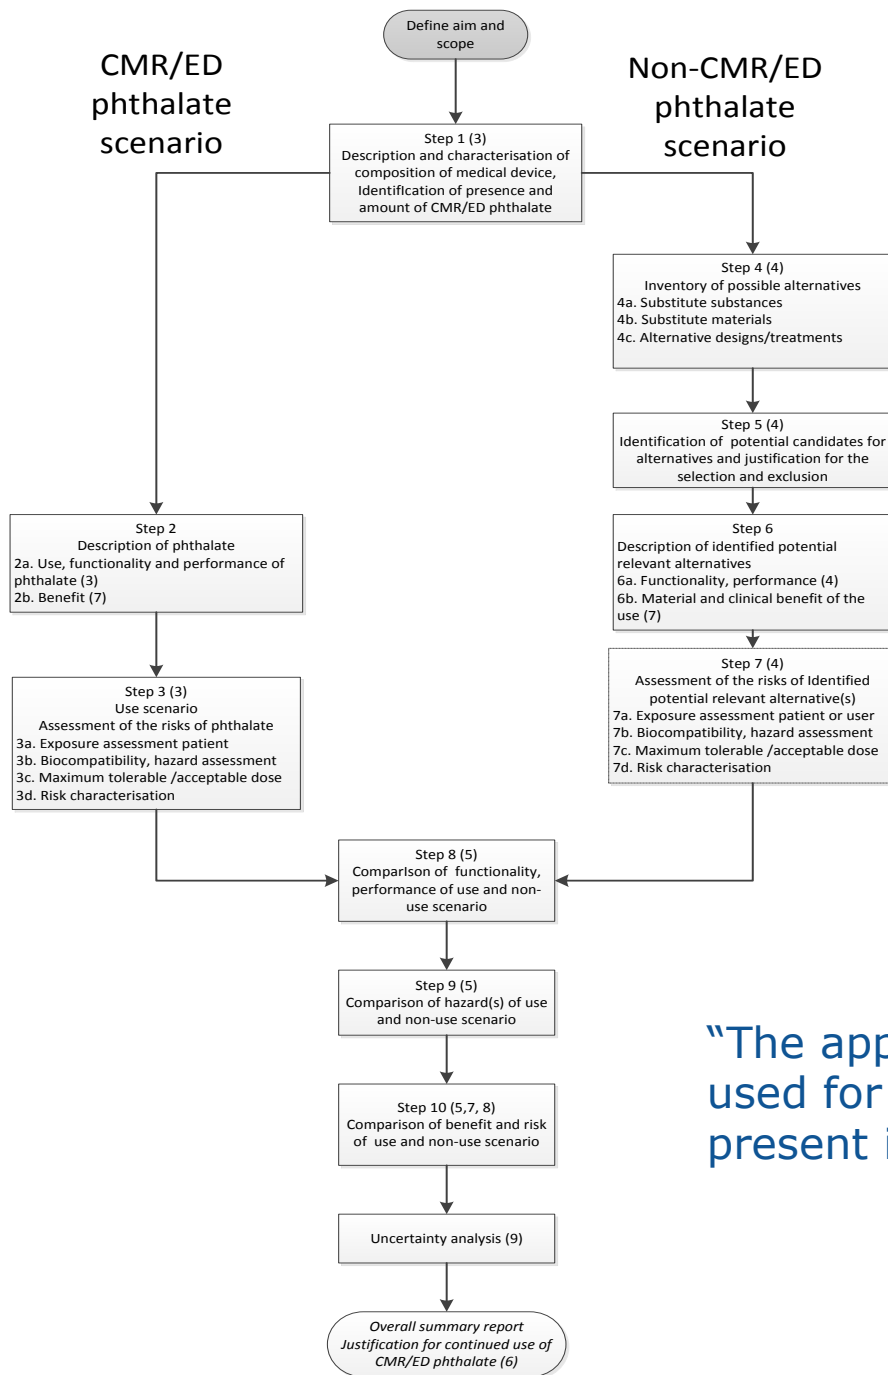 Define aim and
scope
CMR/ED
phthalate
scenario
Non-CMR/ED
phthalate
scenario
Step 1 (3)
Description and characterisation of
composition of medical device,
Identification of presence and
amount of CMR/ED phthalate
Step 4 (4)
Inventory of possible alternatives
4a. Substitute substances
4b. Substitute materials
4c. Alternative designs/treatments
Step 5 (4)
Identification of potential candidates for
alternatives and justification for the
selection and exclusion
Step 2
Description of phthalate
2a. Use, functionality and performance of
phthalate (3)
2b. Benefit (7)
Step 6
Description of identified potential
relevant alternatives
6a. Functionality, performance (4)
6b. Material and clinical benefit of the
use (7)
Step 3 (3)
Use scenario
Assessment of the risks of phthalate
3a. Exposure assessment patient
3b. Biocompatibility, hazard assessment
3c. Maximum tolerable /acceptable dose
3d. Risk characterisation
Step 7 (4)
Assessment of the risks of Identified
potential relevant alternative(s)
7a. Exposure assessment patient or user
7b. Biocompatibility, hazard assessment
7c. Maximum tolerable /acceptable dose
7d. Risk characterisation
Step 8 (5)
Comparison of functionality,
performance of use and non-
use scenario
Step 9 (5)
Comparison of hazard(s) of use
and non-use scenario
Step 10 (5,7, 8)
Comparison of benefit and risk
of use and non-use scenario
Uncertainty analysis (9)
Overall summary report
Justification for continued use of
CMR/ED phthalate (6)
“The app
used for
present i